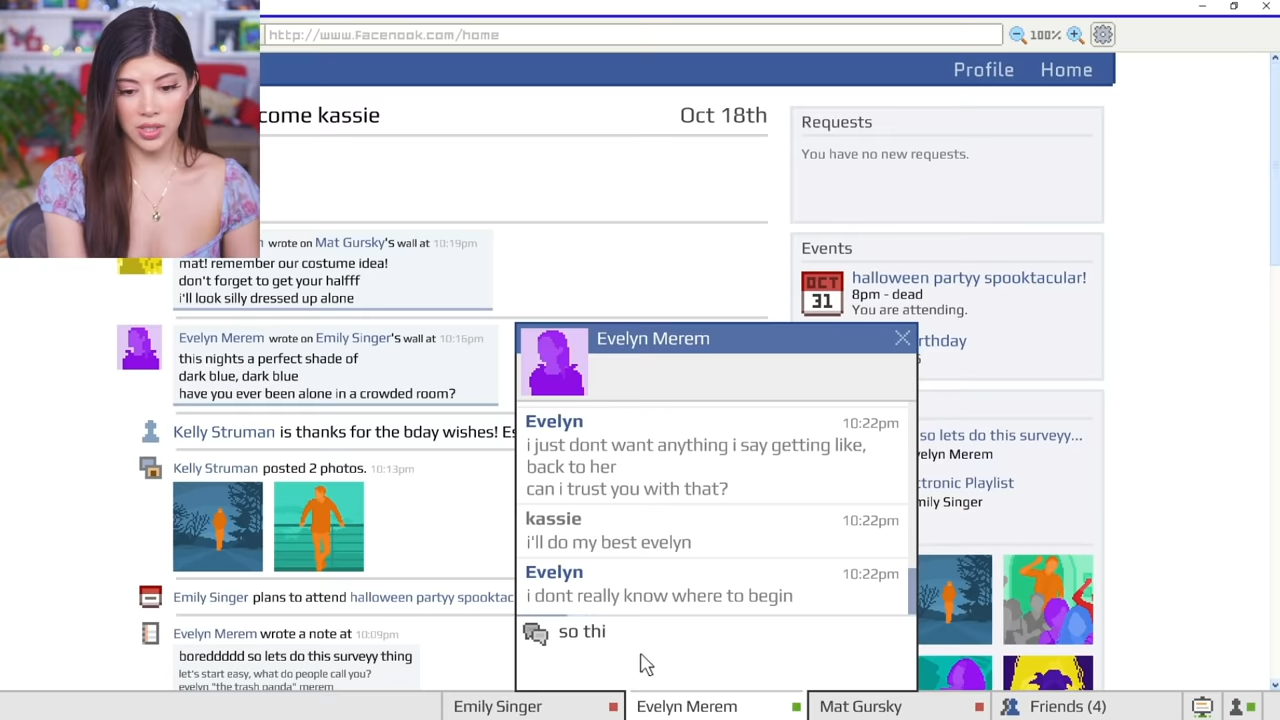 http://www.facenook.com/home
100%
Profile
Home
come kassie
Oct 18th
wrote on Mat Gursky's wall at 10:19pm
mat! remember our costume idea!
don't forget to get your halfff
i'll look silly dressed up alone
Evelyn Merem wrote on Emily Singer's wall at 10:16pm
this nights a perfect shade of
dark blue, dark blue
have you ever been alone in a crowded room?
Kelly Struman is thanks for the bday wishes!
Kelly Struman posted 2 photos. 10:13pm
Emily Singer plans to attend halloween partyy spooktac
Evelyn Merem wrote a note at 10:09pm
boreddddd so lets do this surveyy thing
let's start easy, what do people call you?
evelyn "the trash panda" merem
Requests
You have no new requests.
Events
OCT
31
halloween partyy spooktacular!
8pm - dead
You are attending.
rthday
so lets do this surveyy...
velyn Merem
ctronic Playlist
mily Singer
Evelyn Merem
Evelyn 10:22pm
i just dont want anything i say getting like,
back to her
can i trust you with that?
kassie 10:22pm
i'll do my best evelyn
Evelyn 10:22pm
i dont really know where to begin
so thi
Emily Singer
Evelyn Merem
Mat Gursky
Friends (4)